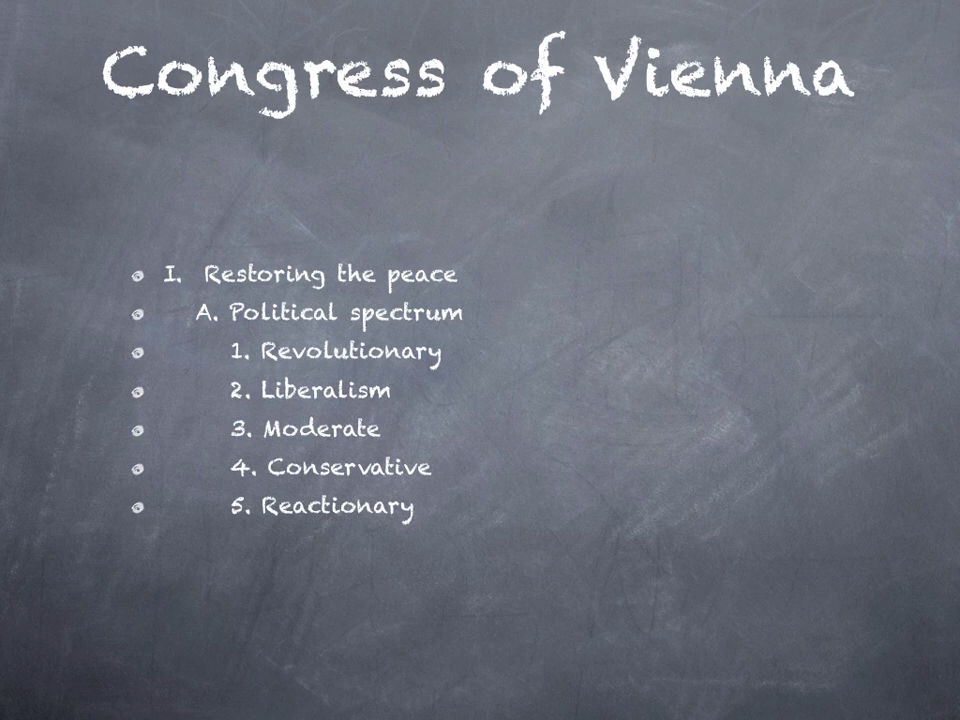 Congress of Vienna
I. Restoring the peace
A. Political spectrum
1. Revolutionary
2. Liberalism
3. Moderate
4. Conservative
5. Reactionary